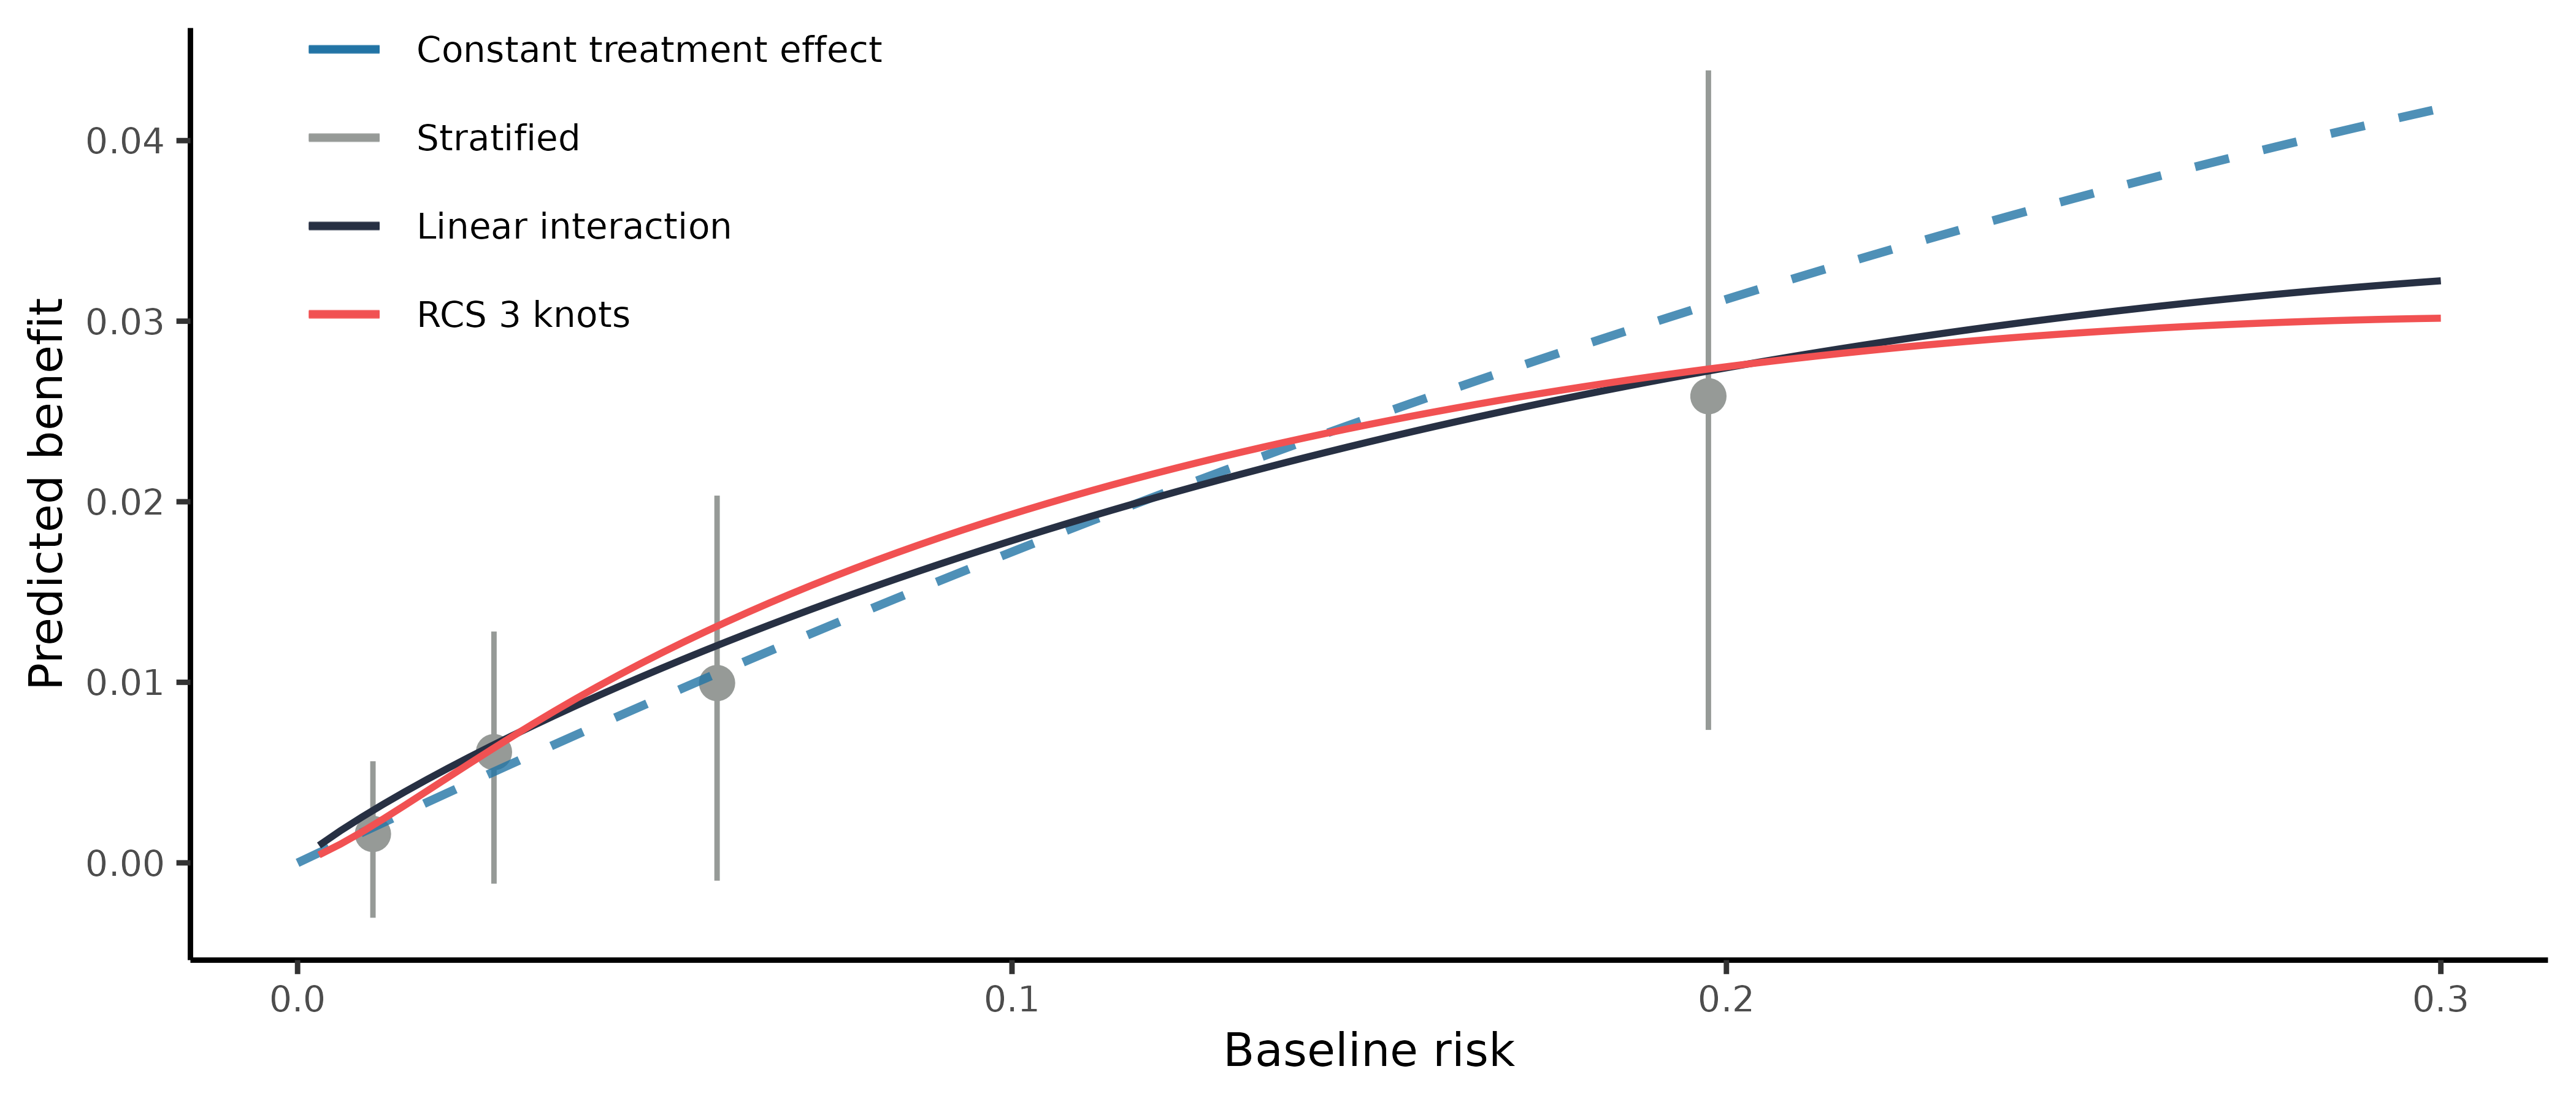 Constant treatment effect
Stratified
Linear interaction
RCS 3 knots
Predicted benefit
0.04
0.03
0.02
0.01
0.00
0.0 0.1 0.2 0.3
Baseline risk